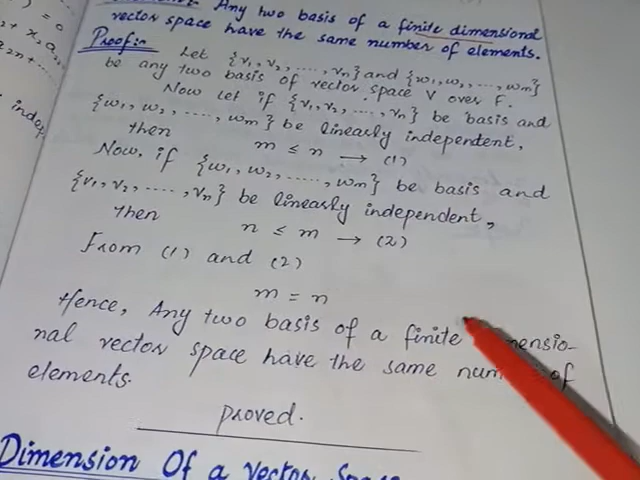 ) = 0
Any two basis of a finite dimensional
vector space have the same number of elements.
Proof:-
Let {v₁, v₂, ...., vₙ} and {w₁, w₂, ..., wₘ}
be any two basis of vector space V over F.
Now let if {v₁, v₂, ...., vₙ} be basis and
{w₁, w₂, ...., wₘ} be linearly independent,
then m ≤ n → (1)
Now, if {w₁, w₂, ....., wₘ} be basis and
{v₁, v₂, ....., vₙ} be linearly independent,
then n ≤ m → (2)
From (1) and (2)
m = n
Hence, Any two basis of a finite
nal vector space have the same of
elements.
proved.
Dimension Of a Vector Space